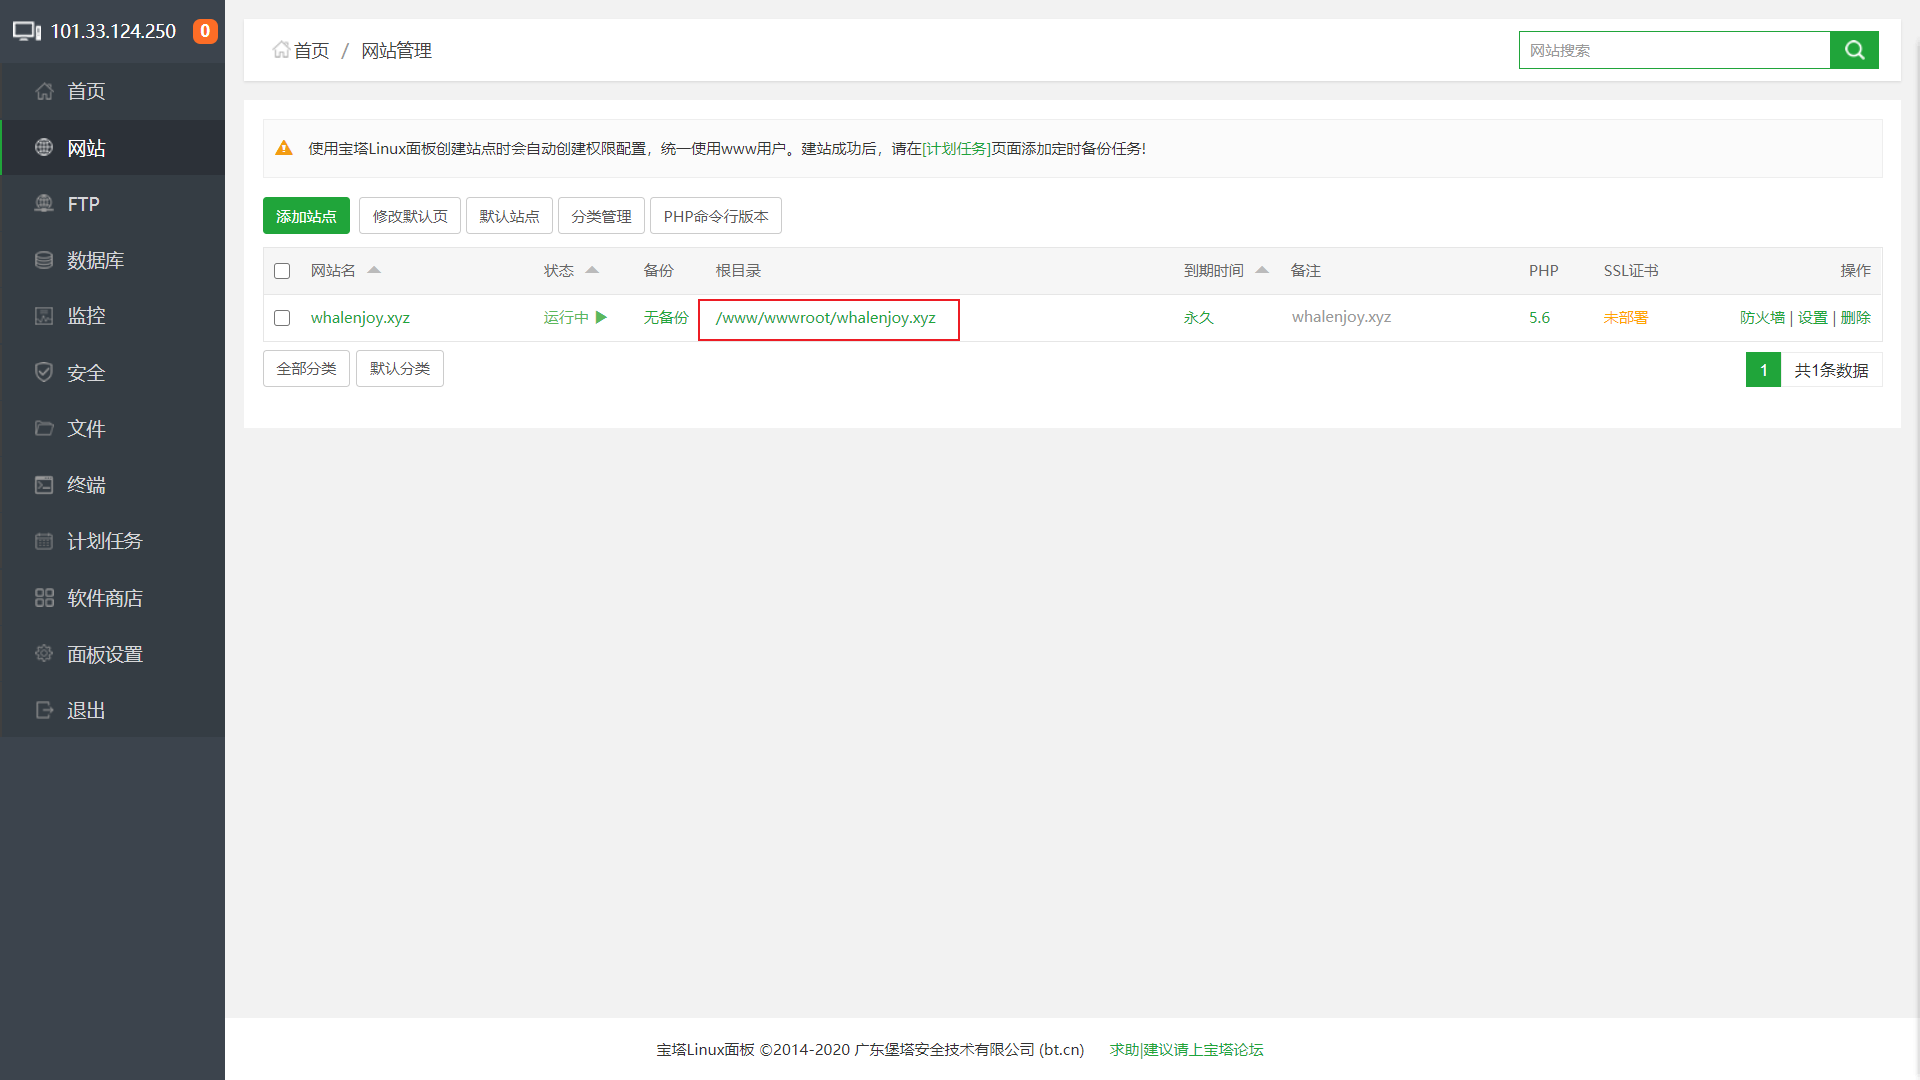 101.33.124.250 0
首页
网站
FTP
数据库
监控
安全
文件
终端
计划任务
软件商店
面板设置
退出
首页 / 网站管理
网站搜索
使用宝塔Linux面板创建站点时会自动创建权限配置，统一使用www用户。建站成功后，请在[计划任务]页面添加定时备份任务!
添加站点 修改默认页 默认站点 分类管理 PHP命令行版本
网站名 状态 备份 根目录 到期时间 备注 PHP SSL证书 操作
whalenjoy.xyz 运行中 无备份 /www/wwwroot/whalenjoy.xyz 永久 whalenjoy.xyz 5.6 未部署 防火墙 | 设置 | 删除
全部分类 默认分类 1 共1条数据
宝塔Linux面板 ©2014-2020 广东堡塔安全技术有限公司 (bt.cn) 求助|建议请上宝塔论坛